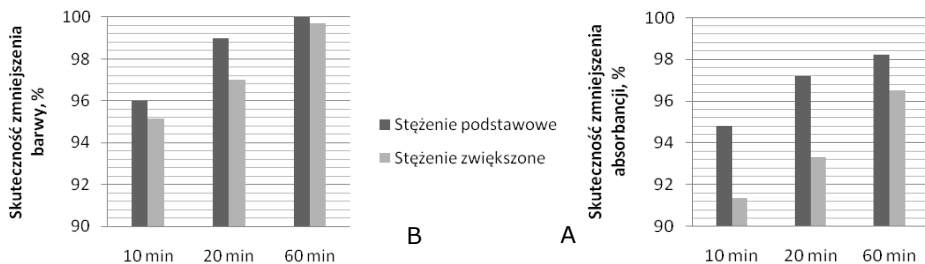 Skuteczność zmniejszenia
barwy, %
100
98
96
94
92
90
10 min 20 min 60 min
Stężenie podstawowe
Stężenie zwiększone
B
A
Skuteczność zmniejszenia
absorbancji, %
100
98
96
94
92
90
10 min 20 min 60 min